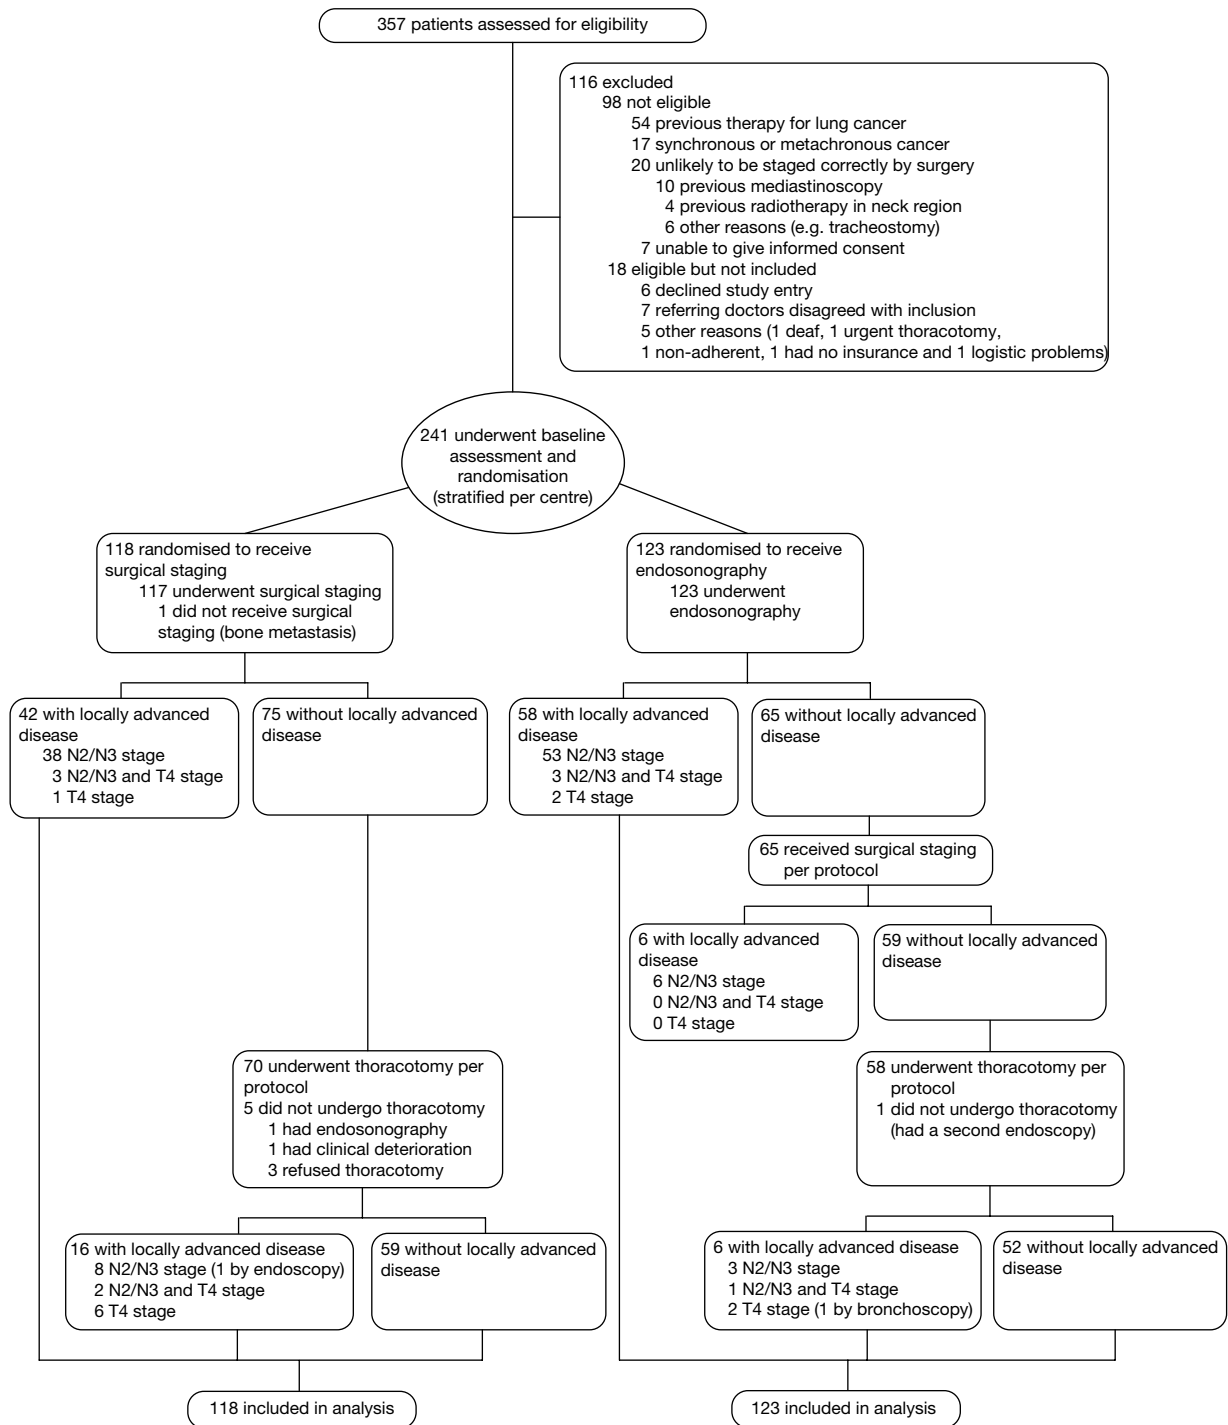 357 patients assessed for eligibility
116 excluded
98 not eligible
54 previous therapy for lung cancer
17 synchronous or metachronous cancer
20 unlikely to be staged correctly by surgery
10 previous mediastinoscopy
4 previous radiotherapy in neck region
6 other reasons (e.g. tracheostomy)
7 unable to give informed consent
18 eligible but not included
6 declined study entry
7 referring doctors disagreed with inclusion
5 other reasons (1 deaf, 1 urgent thoracotomy,
1 non-adherent, 1 had no insurance and 1 logistic problems)
241 underwent baseline
assessment and
randomisation
(stratified per centre)
118 randomised to receive
surgical staging
117 underwent surgical staging
1 did not receive surgical
staging (bone metastasis)
123 randomised to receive
endosonography
123 underwent
endosonography
42 with locally advanced
disease
38 N2/N3 stage
3 N2/N3 and T4 stage
1 T4 stage
75 without locally advanced
disease
58 with locally advanced
disease
53 N2/N3 stage
3 N2/N3 and T4 stage
2 T4 stage
65 without locally advanced
disease
65 received surgical staging
per protocol
6 with locally advanced
disease
6 N2/N3 stage
0 N2/N3 and T4 stage
0 T4 stage
59 without locally advanced
disease
70 underwent thoracotomy per
protocol
5 did not undergo thoracotomy
1 had endosonography
1 had clinical deterioration
3 refused thoracotomy
58 underwent thoracotomy per
protocol
1 did not undergo thoracotomy
(had a second endoscopy)
16 with locally advanced disease
8 N2/N3 stage (1 by endoscopy)
2 N2/N3 and T4 stage
6 T4 stage
59 without locally advanced
disease
6 with locally advanced disease
3 N2/N3 stage
1 N2/N3 and T4 stage
2 T4 stage (1 by bronchoscopy)
52 without locally advanced
disease
118 included in analysis
123 included in analysis